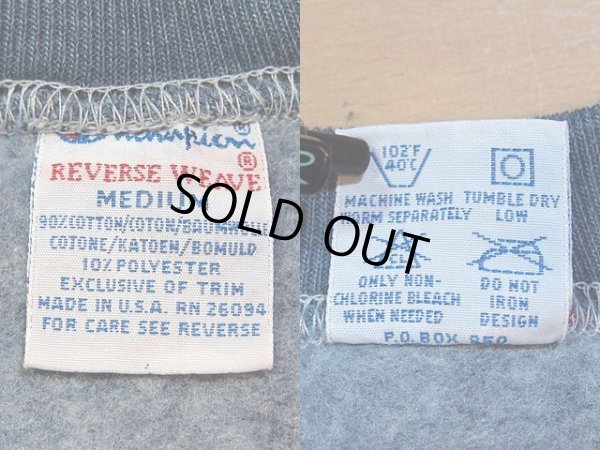 Champion®
REVERSE WEAVE®
MEDIUM
90% COTTON/COTON/BAUMWOLLE
COTONE/KATOEN/BOMULD
10% POLYESTER
EXCLUSIVE OF TRIM
MADE IN U.S.A. RN 26094
FOR CARE SEE REVERSE
SOLD OUT
102°F
40°C
MACHINE WASH
WARM SEPARATELY
TUMBLE DRY
LOW
ONLY NON-
CHLORINE BLEACH
WHEN NEEDED
DO NOT
IRON
DESIGN
P.O. BOX 850